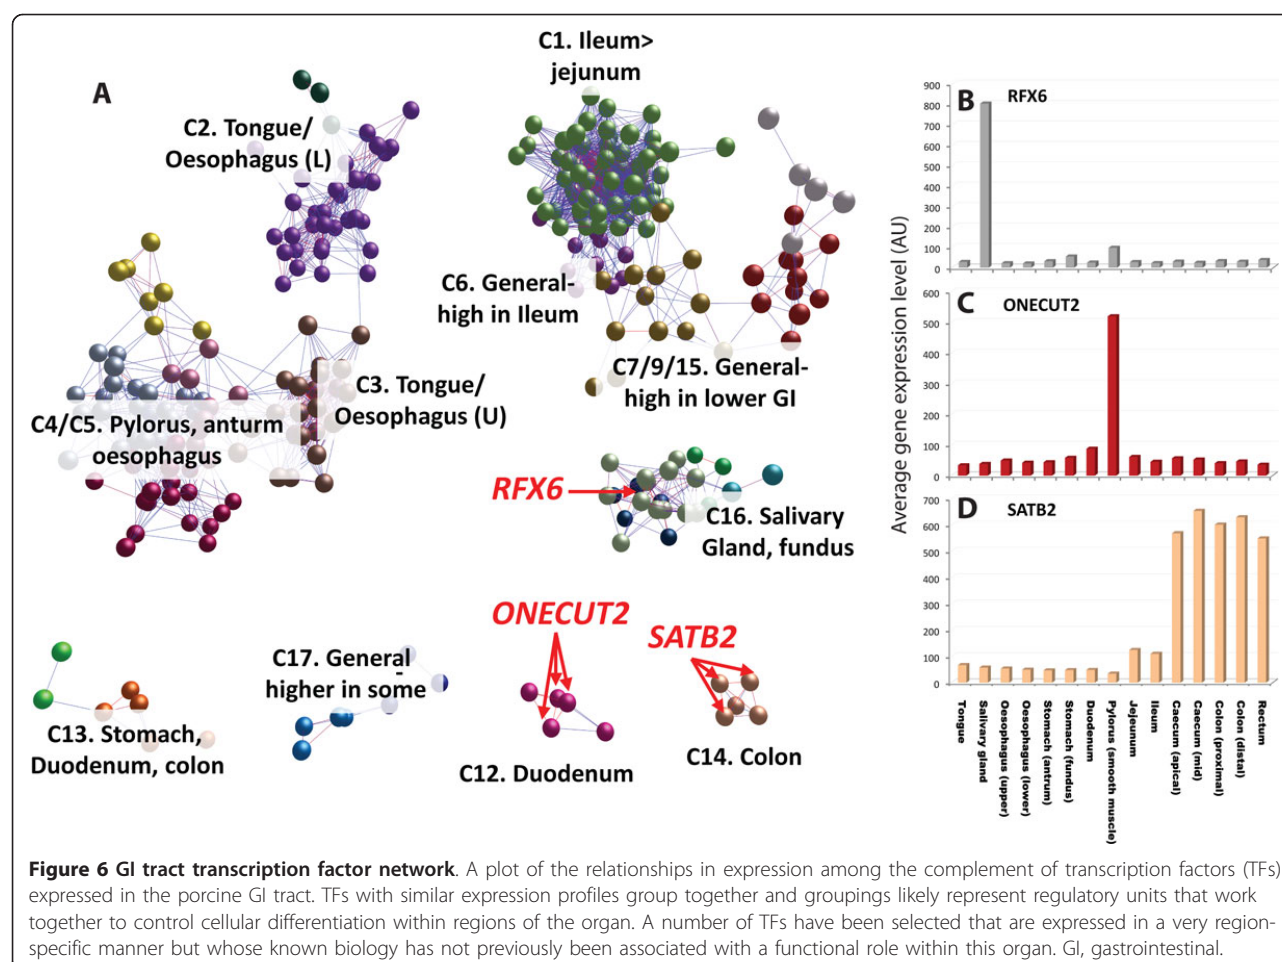 A
C1. Ileum>
jejunum
C2. Tongue/
Oesophagus (L)
C6. General-
high in Ileum
C7/9/15. General-
high in lower GI
C3. Tongue/
Oesophagus (U)
C4/C5. Pylorus, anturm
oesophagus
RFX6
C16. Salivary
Gland, fundus
ONECUT2
SATB2
C17. General
-
higher in some
C13. Stomach,
Duodenum, colon
C12. Duodenum
C14. Colon
Average gene expression level (AU)
B
RFX6
900
800
700
600
500
400
300
200
100
0
C
ONECUT2
600
500
400
300
200
100
0
D
SATB2
700
600
500
400
300
200
100
0
Tongue
Salivary gland
Oesophagus (upper)
Oesophagus (lower)
Stomach (antrum)
Stomach (fundus)
Duodenum
Pylorus (smooth muscle)
Jejeunum
Ileum
Caecum (apical)
Caecum (mid)
Colon (proximal)
Colon (distal)
Rectum
Figure 6 GI tract transcription factor network. A plot of the relationships in expression among the complement of transcription factors (TFs)
expressed in the porcine GI tract. TFs with similar expression profiles group together and groupings likely represent regulatory units that work
together to control cellular differentiation within regions of the organ. A number of TFs have been selected that are expressed in a very region-
specific manner but whose known biology has not previously been associated with a functional role within this organ. GI, gastrointestinal.